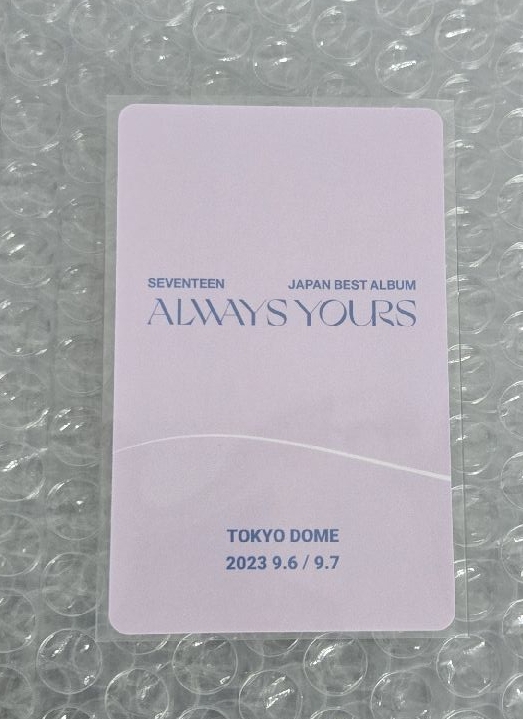 SEVENTEEN JAPAN BEST ALBUM
ALWAYS YOURS
TOKYO DOME
2023 9.6 / 9.7